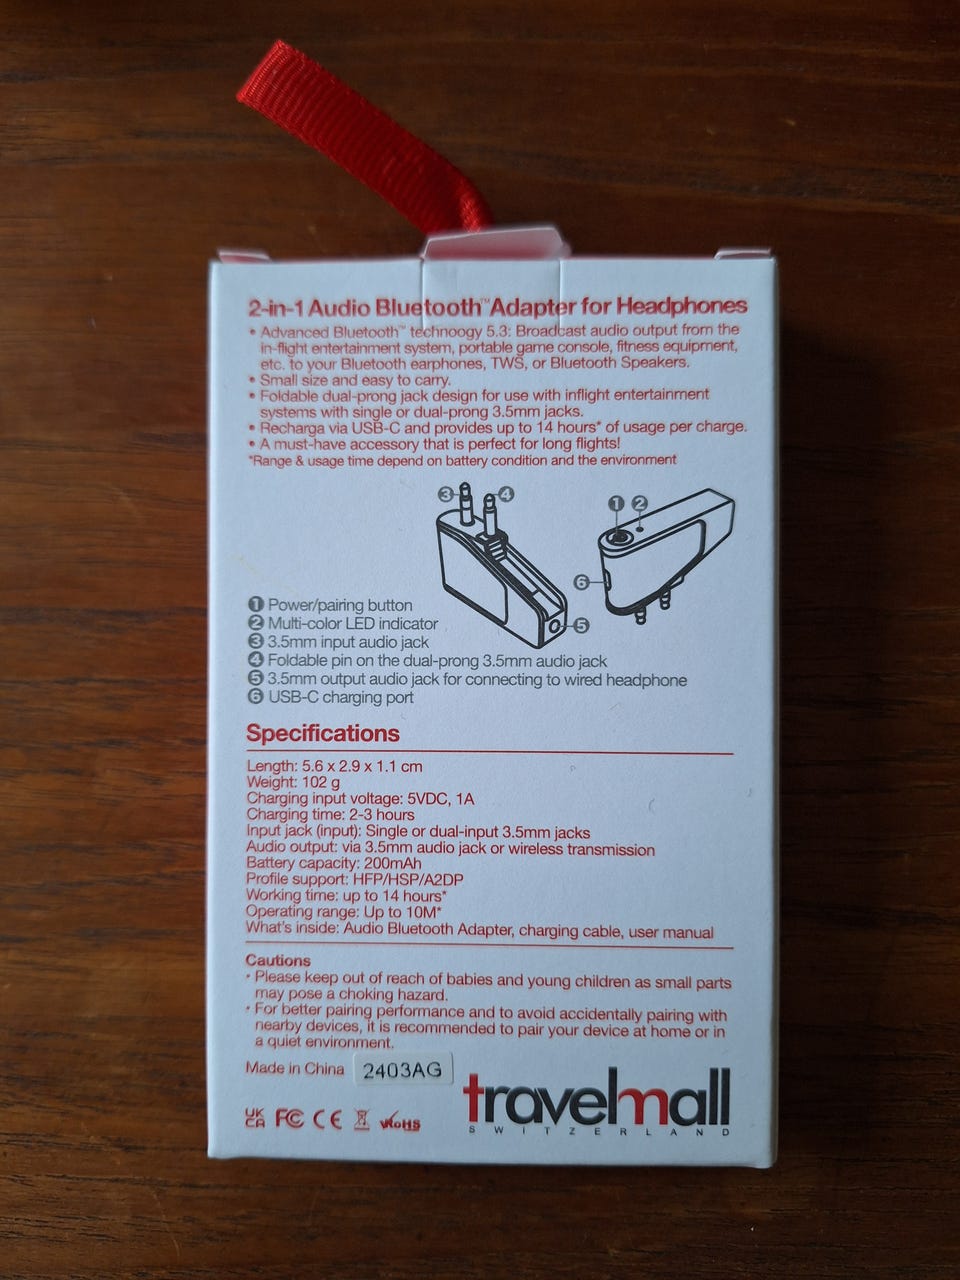 2-in-1 Audio Bluetooth™ Adapter for Headphones
• Advanced Bluetooth™ technoogy 5.3: Broadcast audio output from the
in-flight entertainment system, portable game console, fitness equipment,
etc. to your Bluetooth earphones, TWS, or Bluetooth Speakers.
• Small size and easy to carry.
• Foldable dual-prong jack design for use with inflight entertainment
systems with single or dual-prong 3.5mm jacks.
• Recharga via USB-C and provides up to 14 hours* of usage per charge.
• A must-have accessory that is perfect for long flights!
*Range & usage time depend on battery condition and the environment
3 4
1 2
6
5
1 Power/pairing button
2 Multi-color LED indicator
3 3.5mm input audio jack
4 Foldable pin on the dual-prong 3.5mm audio jack
5 3.5mm output audio jack for connecting to wired headphone
6 USB-C charging port
Specifications
Length: 5.6 x 2.9 x 1.1 cm
Weight: 102 g
Charging input voltage: 5VDC, 1A
Charging time: 2-3 hours
Input jack (input): Single or dual-input 3.5mm jacks
Audio output: via 3.5mm audio jack or wireless transmission
Battery capacity: 200mAh
Profile support: HFP/HSP/A2DP
Working time: up to 14 hours*
Operating range: Up to 10M*
What's inside: Audio Bluetooth Adapter, charging cable, user manual
Cautions
· Please keep out of reach of babies and young children as small parts
may pose a choking hazard.
· For better pairing performance and to avoid accidentally pairing with
nearby devices, it is recommended to pair your device at home or in
a quiet environment.
Made in China 2403AG
UK
CA FC CE RoHS
travelmall
SWITZERLAND